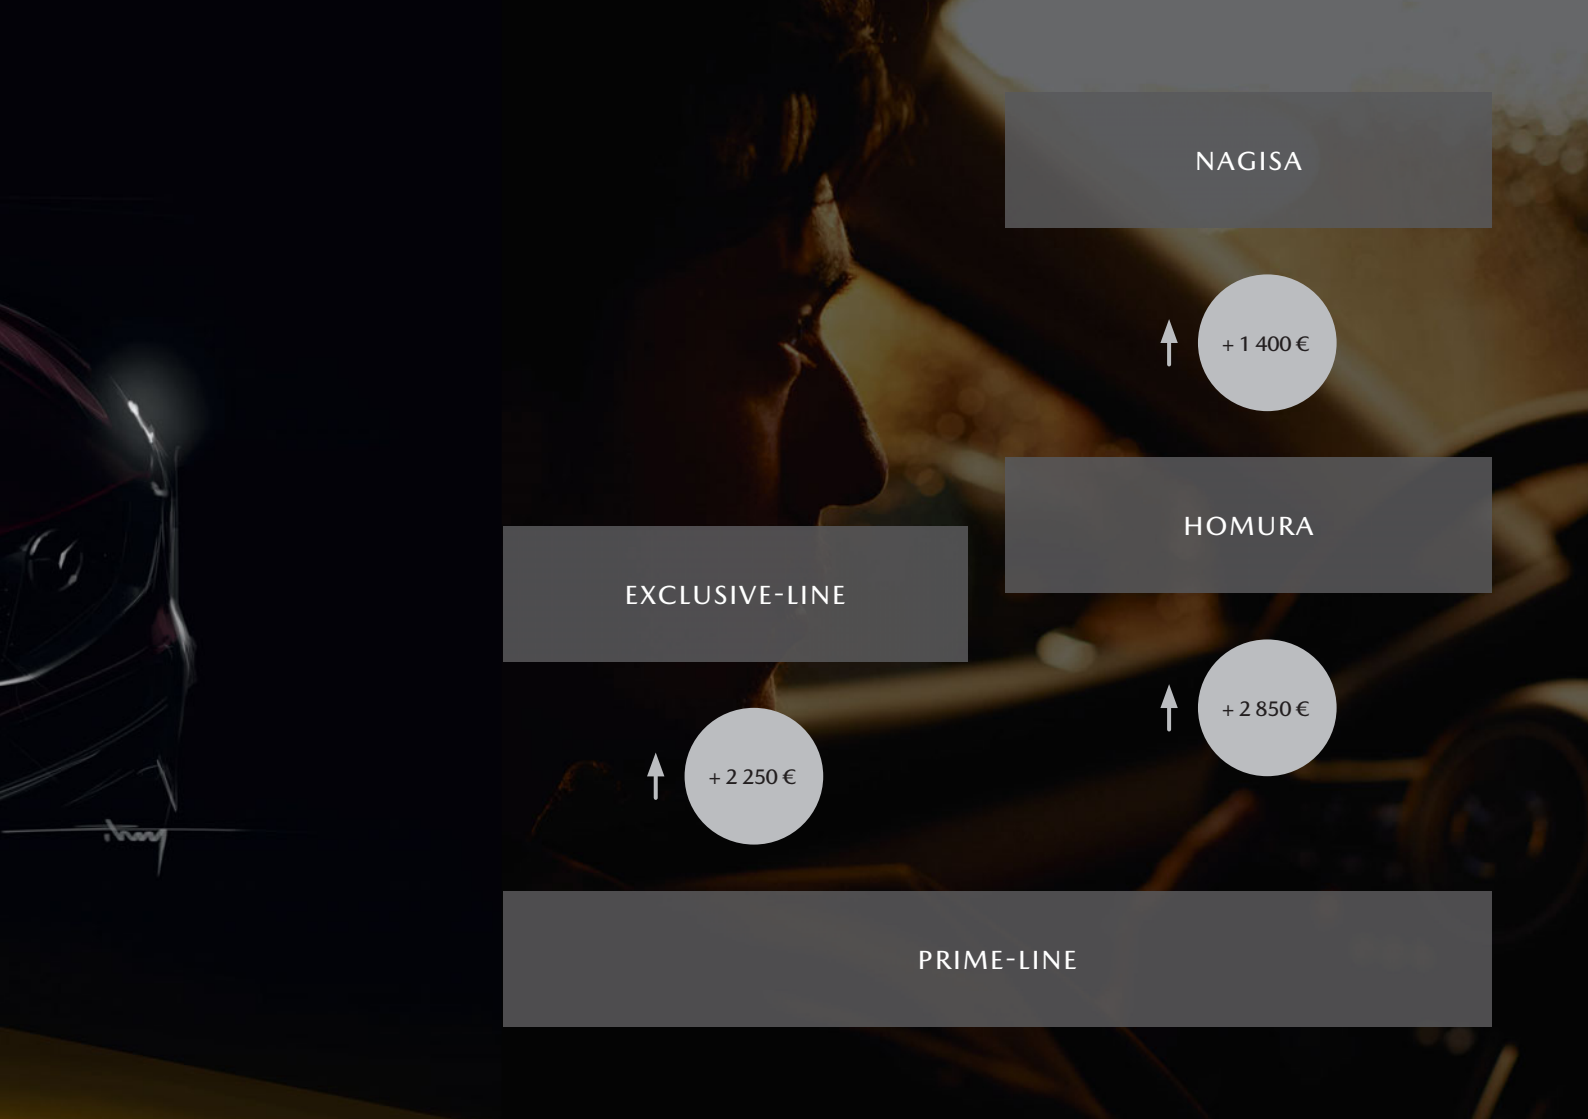 NAGISA
+ 1 400 €
HOMURA
EXCLUSIVE-LINE
+ 2 850 €
+ 2 250 €
PRIME-LINE